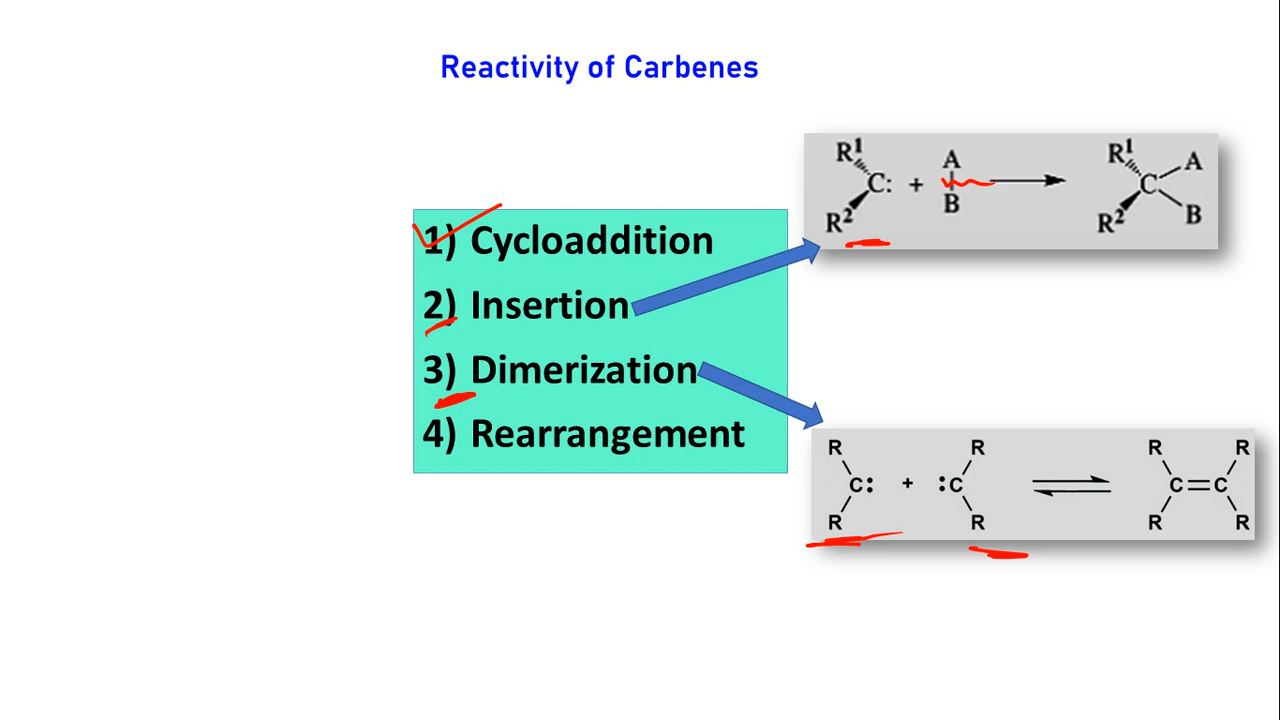 Reactivity of Carbenes
1) Cycloaddition
2) Insertion
3) Dimerization
4) Rearrangement
R¹ A R¹ A
C: + | C
R² B R² B
R R R R
C: + :C C=C
R R R R